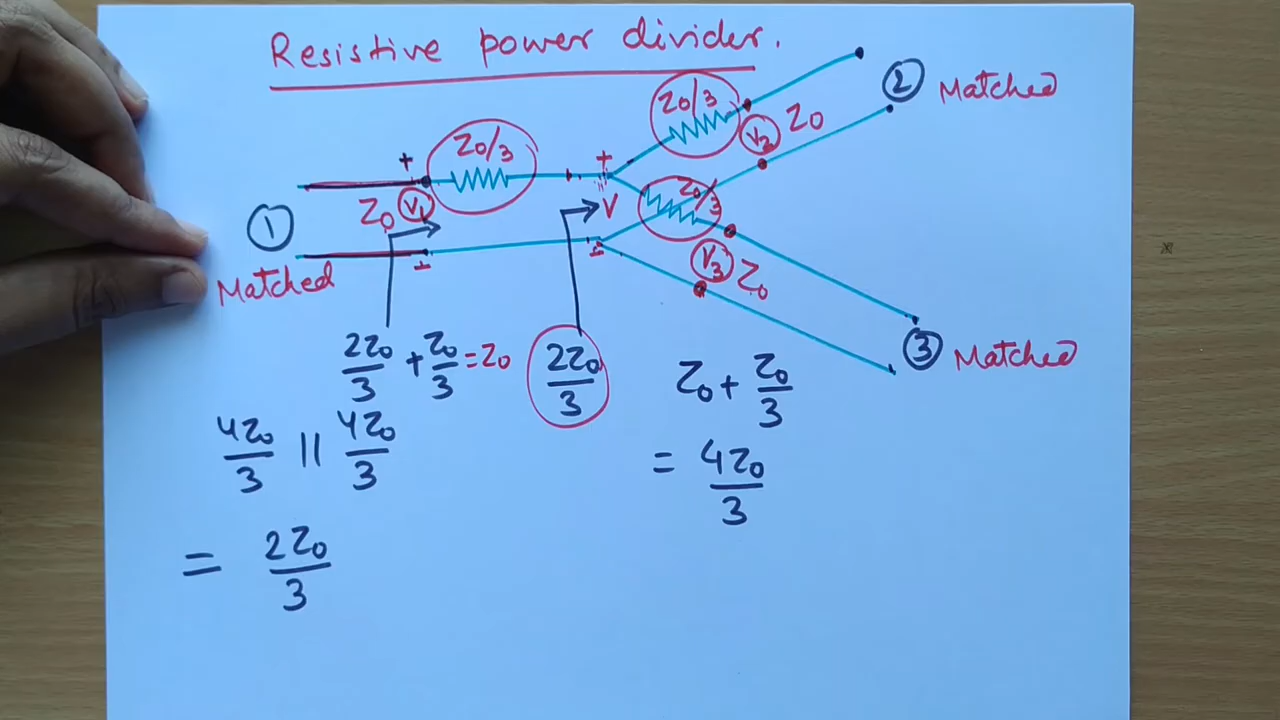 Resistive power divider.
Z0/3
② Matched
Z0/3
V2 Z0
+
+
Z0/3
V
① Z0 V1
-
-
V3 Z0
Matched
③ Matched
2Z0/3 + Z0/3 = Z0
2Z0/3
Z0 + Z0/3
4Z0/3 || 4Z0/3
= 4Z0/3
= 2Z0/3